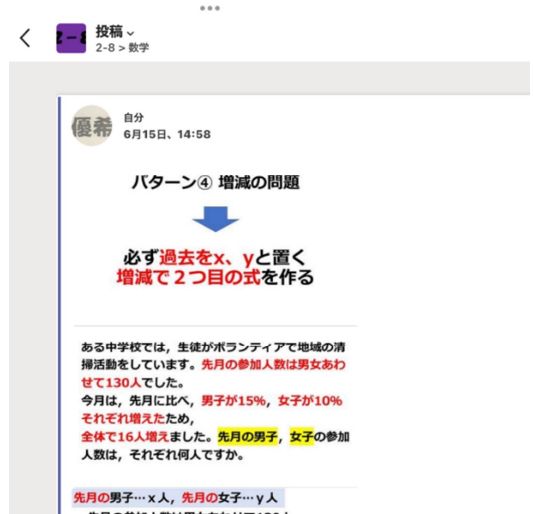 投稿
2-8
2-8 > 数学
優希
自分
6月15日、14:58
パターン④ 増減の問題
必ず過去をx、yと置く
増減で２つ目の式を作る
ある中学校では，生徒がボランティアで地域の清
掃活動をしています。先月の参加人数は男女あわ
せて130人でした。
今月は，先月に比べ，男子が15%，女子が10%
それぞれ増えたため，
全体で16人増えました。先月の男子，女子の参加
人数は，それぞれ何人ですか。
先月の男子…x人，先月の女子…y人